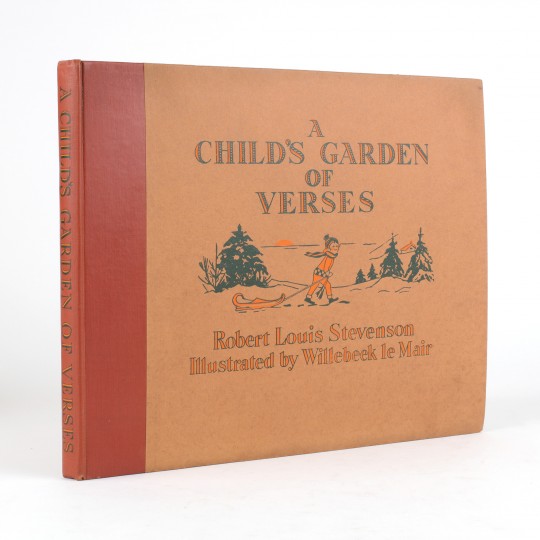 A CHILD'S GARDEN OF VERSES
A
CHILD'S GARDEN
OF
VERSES
Robert Louis Stevenson
Illustrated by Willebeek le Mair